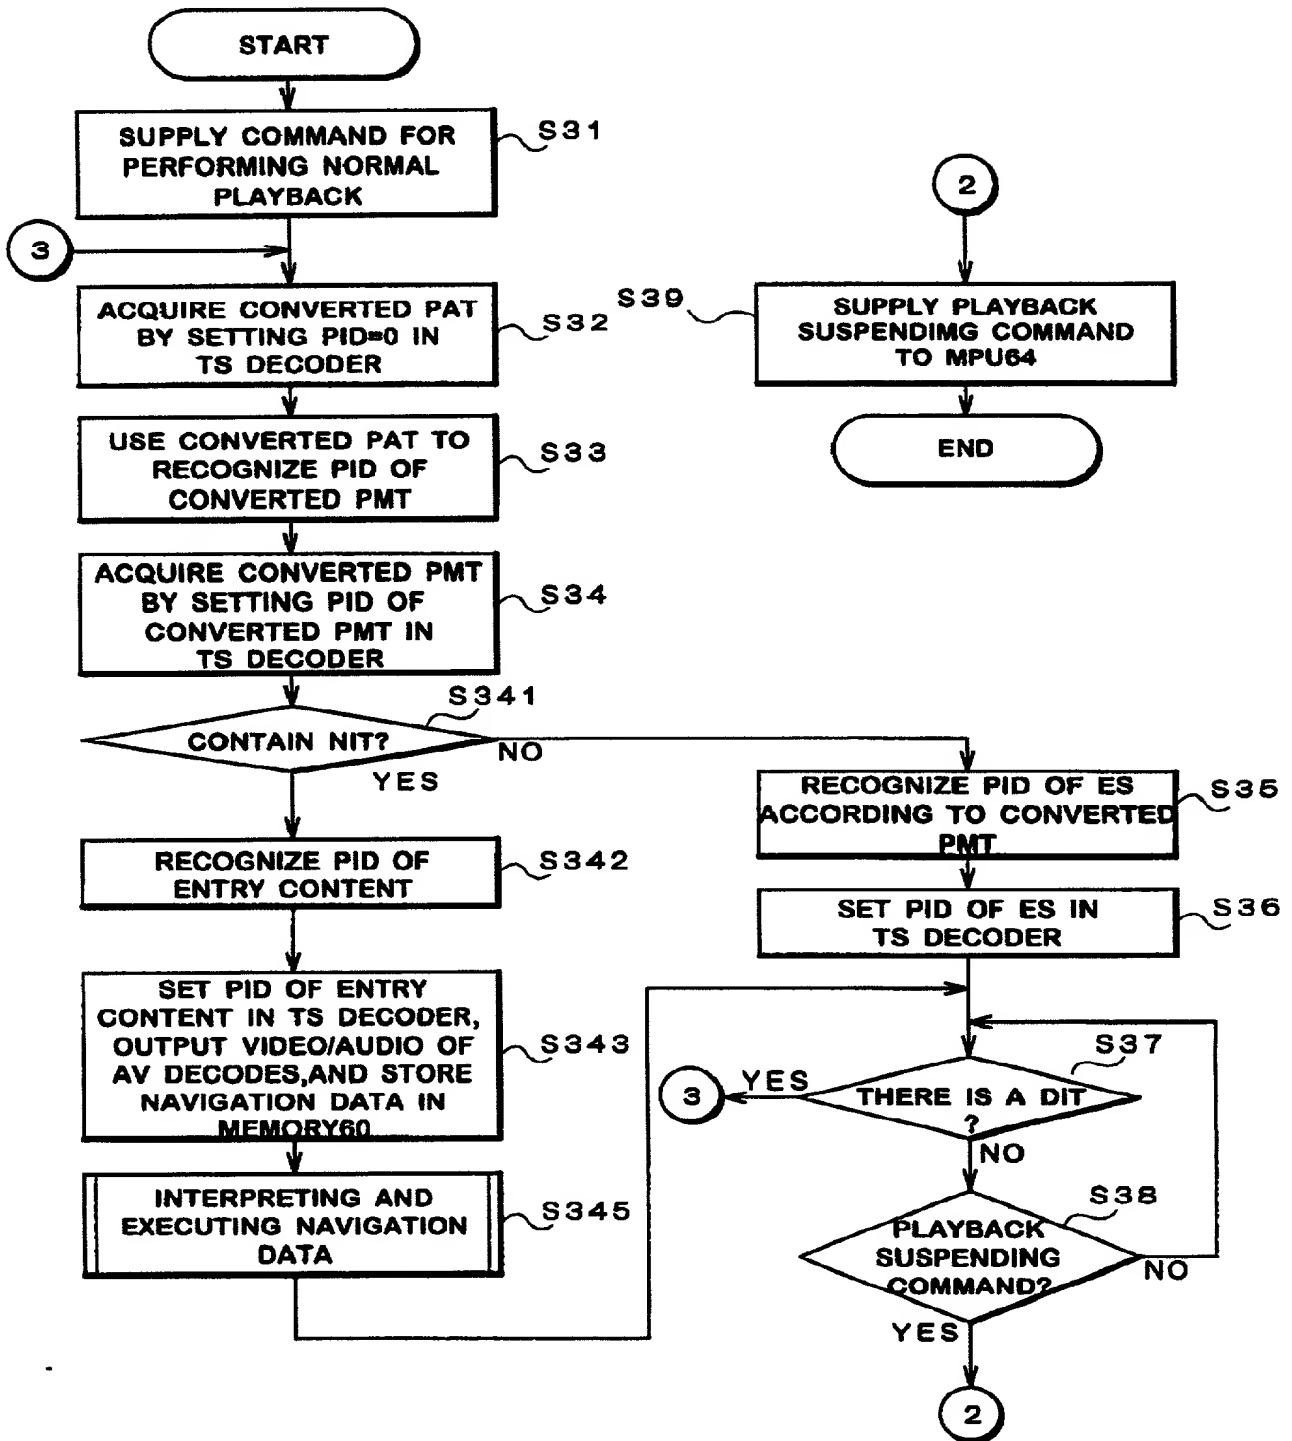 START
SUPPLY COMMAND FOR
PERFORMING NORMAL
PLAYBACK
S31
3
ACQUIRE CONVERTED PAT
BY SETTING PID=0 IN
TS DECODER
S32
USE CONVERTED PAT TO
RECOGNIZE PID OF
CONVERTED PMT
S33
ACQUIRE CONVERTED PMT
BY SETTING PID OF
CONVERTED PMT IN
TS DECODER
S34
S341
CONTAIN NIT?
NO
YES
RECOGNIZE PID OF
ENTRY CONTENT
S342
SET PID OF ENTRY
CONTENT IN TS DECODER,
OUTPUT VIDEO/AUDIO OF
AV DECODES,AND STORE
NAVIGATION DATA IN
MEMORY60
S343
INTERPRETING AND
EXECUTING NAVIGATION
DATA
S345
2
S39
SUPPLY PLAYBACK
SUSPENDIMG COMMAND
TO MPU64
END
RECOGNIZE PID OF ES
ACCORDING TO CONVERTED
PMT
S35
SET PID OF ES IN
TS DECODER
S36
S37
3
YES
THERE IS A DIT
?
NO
S38
PLAYBACK
SUSPENDING
COMMAND?
NO
YES
2